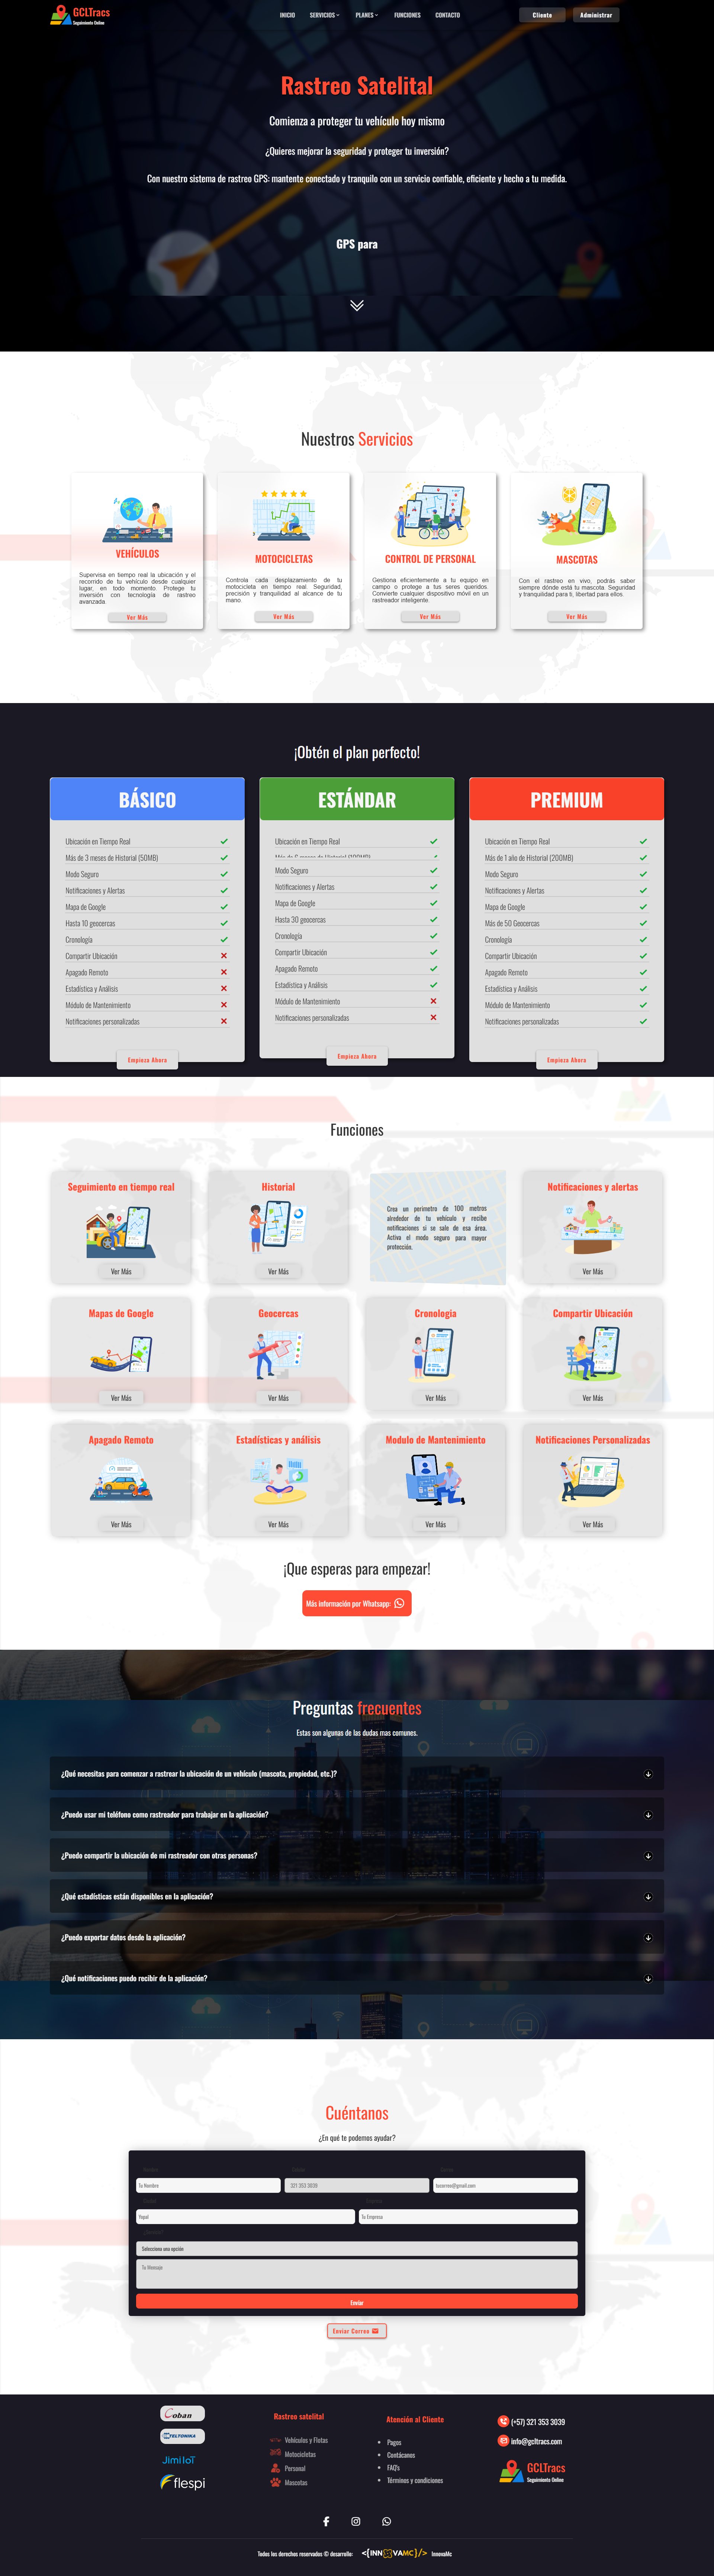 GCLTracs
Seguimiento Online
INICIO SERVICIOS PLANES FUNCIONES CONTACTO
Cliente Administrar
Rastreo Satelital
Comienza a proteger tu vehículo hoy mismo
¿Quieres mejorar la seguridad y proteger tu inversión?
Con nuestro sistema de rastreo GPS: mantente conectado y tranquilo con un servicio confiable, eficiente y hecho a tu medida.
GPS para
Nuestros Servicios
VEHÍCULOS
Supervisa en tiempo real la ubicación y el
recorrido de tu vehículo desde cualquier
lugar, en todo momento. Protege tu
inversión con tecnología de rastreo
avanzada.
Ver Más
MOTOCICLETAS
Controla cada desplazamiento de tu
motocicleta en tiempo real. Seguridad,
precisión y tranquilidad al alcance de tu
mano.
Ver Más
CONTROL DE PERSONAL
Gestiona eficientemente a tu equipo en
campo o protege a tus seres queridos.
Convierte cualquier dispositivo móvil en un
rastreador inteligente.
Ver Más
MASCOTAS
Con el rastreo en vivo, podrás saber
siempre dónde está tu mascota. Seguridad
y tranquilidad para ti, libertad para ellos.
Ver Más
¡Obtén el plan perfecto!
BÁSICO
Ubicación en Tiempo Real
Más de 3 meses de Historial (50MB)
Modo Seguro
Notificaciones y Alertas
Mapa de Google
Hasta 10 geocercas
Cronología
Compartir Ubicación
Apagado Remoto
Estadística y Análisis
Módulo de Mantenimiento
Notificaciones personalizadas
Empieza Ahora
ESTÁNDAR
Ubicación en Tiempo Real
Más de 6 meses de Historial (100MB)
Modo Seguro
Notificaciones y Alertas
Mapa de Google
Hasta 30 geocercas
Cronología
Compartir Ubicación
Apagado Remoto
Estadística y Análisis
Módulo de Mantenimiento
Notificaciones personalizadas
Empieza Ahora
PREMIUM
Ubicación en Tiempo Real
Más de 1 año de Historial (200MB)
Modo Seguro
Notificaciones y Alertas
Mapa de Google
Más de 50 Geocercas
Cronología
Compartir Ubicación
Apagado Remoto
Estadística y Análisis
Módulo de Mantenimiento
Notificaciones personalizadas
Empieza Ahora
Funciones
Seguimiento en tiempo real
Ver Más
Historial
Ver Más
Crea un perímetro de 100 metros
alrededor de tu vehículo y recibe
notificaciones si se sale de esa área.
Activa el modo seguro para mayor
protección.
Notificaciones y alertas
Ver Más
Mapas de Google
Ver Más
Geocercas
Ver Más
Cronologia
Ver Más
Compartir Ubicación
Ver Más
Apagado Remoto
Ver Más
Estadísticas y análisis
Ver Más
Modulo de Mantenimiento
Ver Más
Notificaciones Personalizadas
Ver Más
¡Que esperas para empezar!
Más información por Whatsapp:
Preguntas frecuentes
Estas son algunas de las dudas mas comunes.
¿Qué necesitas para comenzar a rastrear la ubicación de un vehículo (mascota, propiedad, etc.)?
¿Puedo usar mi teléfono como rastreador para trabajar en la aplicación?
¿Puedo compartir la ubicación de mi rastreador con otras personas?
¿Qué estadísticas están disponibles en la aplicación?
¿Puedo exportar datos desde la aplicación?
¿Qué notificaciones puedo recibir de la aplicación?
Cuéntanos
¿En qué te podemos ayudar?
Tu Nombre
321 353 3039
tucorreo@gmail.com
Yopal
Tu Empresa
Selecciona una opción
Tu Mensaje
Enviar
Enviar Correo
Coban
TELTONIKA
JimiIoT
flespi
Rastreo satelital
Vehículos y Flotas
Motocicletas
Personal
Mascotas
Atención al Cliente
Pagos
Contácanos
FAQ's
Términos y condiciones
(+57) 321 353 3039
info@gcltracs.com
GCLTracs
Seguimiento Online
Todos los derechos reservados © desarrollo: <{INNOVAMC}/> InnovaMc